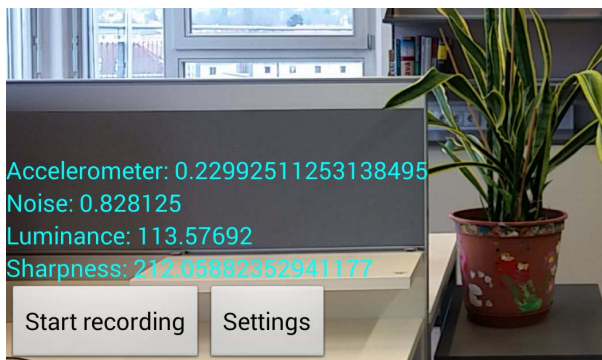 Accelerometer: 0.22992511253138495
Noise: 0.828125
Luminance: 113.57692
Sharpness: 212.05882352941177
Start recording
Settings